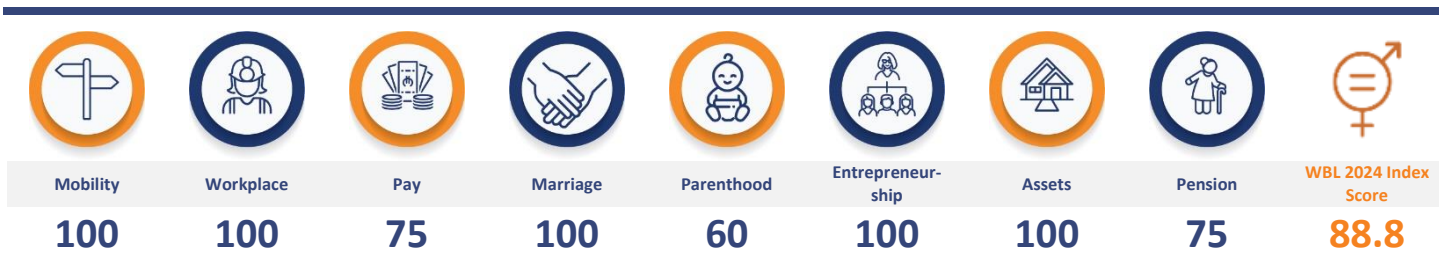 Mobility
Workplace
Pay
Marriage
Parenthood
Entrepreneur-
ship
Assets
Pension
WBL 2024 Index
Score
100
100
75
100
60
100
100
75
88.8